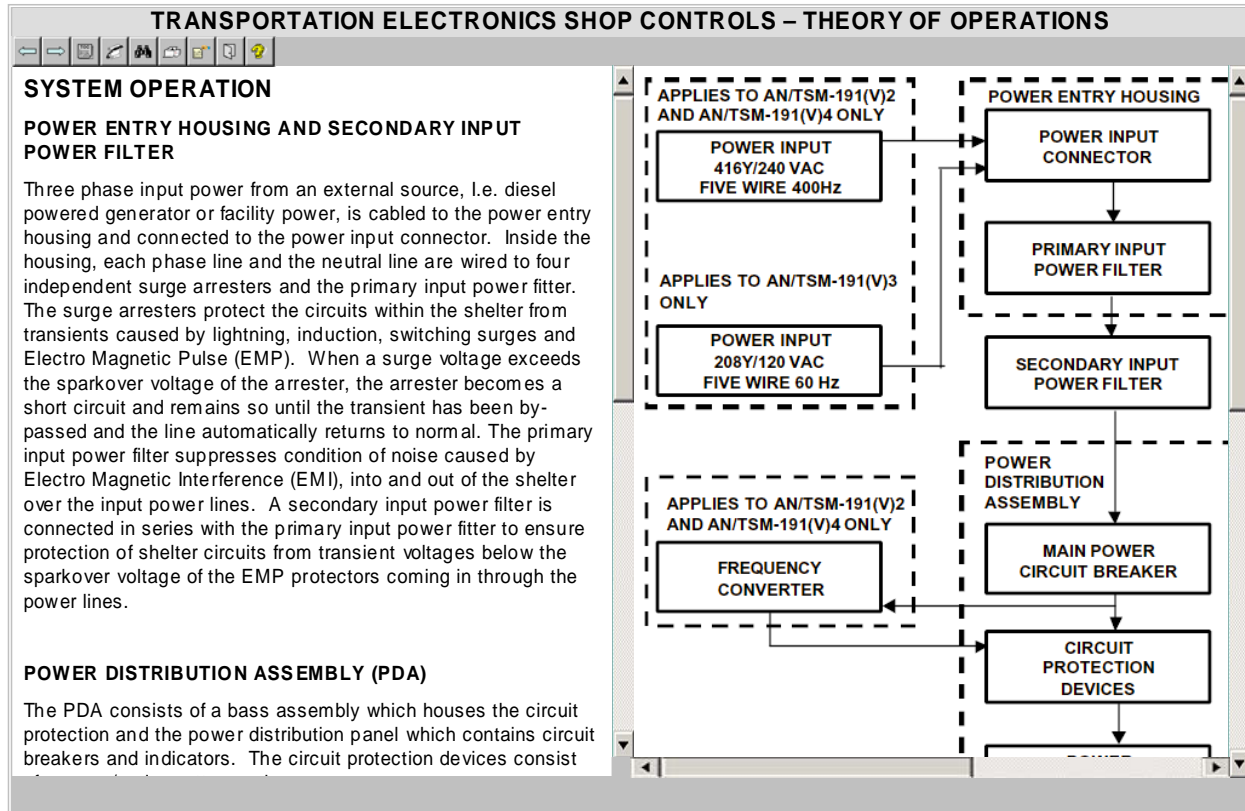 TRANSPORTATION ELECTRONICS SHOP CONTROLS – THEORY OF OPERATIONS
SYSTEM OPERATION
POWER ENTRY HOUSING AND SECONDARY INPUT
POWER FILTER
Three phase input power from an external source, I.e. diesel
powered generator or facility power, is cabled to the power entry
housing and connected to the power input connector. Inside the
housing, each phase line and the neutral line are wired to four
independent surge arresters and the primary input power fitter.
The surge arresters protect the circuits within the shelter from
transients caused by lightning, induction, switching surges and
Electro Magnetic Pulse (EMP). When a surge voltage exceeds
the sparkover voltage of the arrester, the arrester becomes a
short circuit and remains so until the transient has been by-
passed and the line automatically returns to normal. The primary
input power filter suppresses condition of noise caused by
Electro Magnetic Interference (EMI), into and out of the shelter
over the input power lines. A secondary input power filter is
connected in series with the primary input power fitter to ensure
protection of shelter circuits from transient voltages below the
sparkover voltage of the EMP protectors coming in through the
power lines.
POWER DISTRIBUTION ASSEMBLY (PDA)
The PDA consists of a bass assembly which houses the circuit
protection and the power distribution panel which contains circuit
breakers and indicators. The circuit protection devices consist
APPLIES TO AN/TSM-191(V)2
AND AN/TSM-191(V)4 ONLY
POWER INPUT
416Y/240 VAC
FIVE WIRE 400Hz
APPLIES TO AN/TSM-191(V)3
ONLY
POWER INPUT
208Y/120 VAC
FIVE WIRE 60 Hz
APPLIES TO AN/TSM-191(V)2
AND AN/TSM-191(V)4 ONLY
FREQUENCY
CONVERTER
POWER ENTRY HOUSING
POWER INPUT
CONNECTOR
PRIMARY INPUT
POWER FILTER
SECONDARY INPUT
POWER FILTER
POWER
DISTRIBUTION
ASSEMBLY
MAIN POWER
CIRCUIT BREAKER
CIRCUIT
PROTECTION
DEVICES
POWER